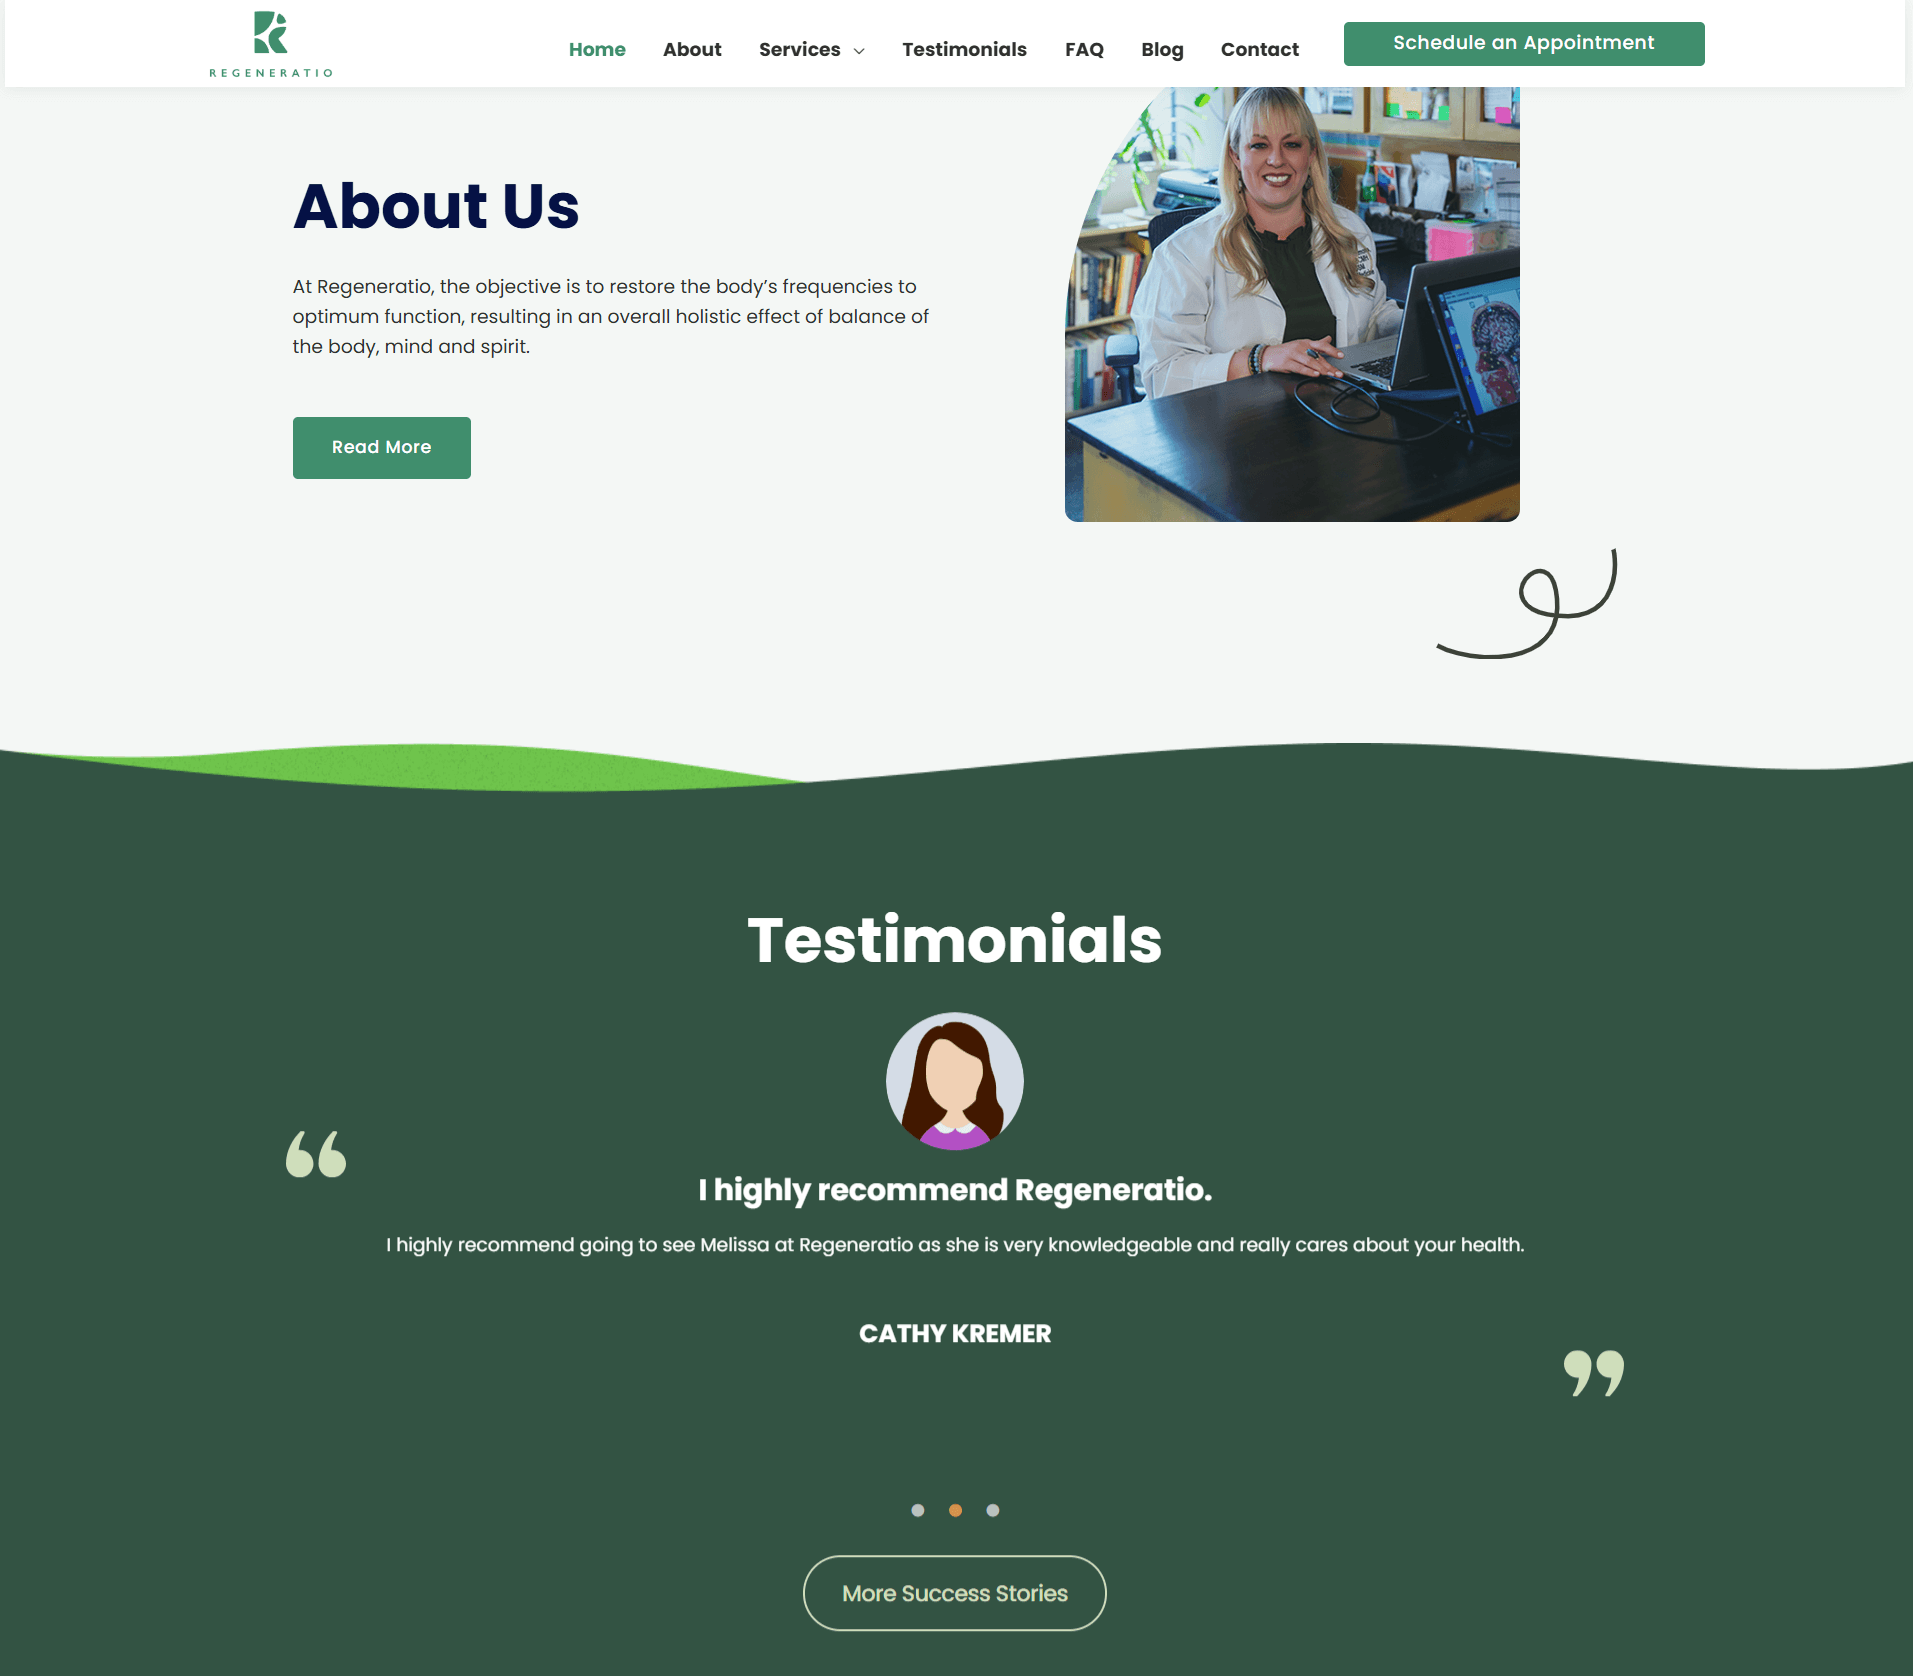 REGENERATIO
Home About Services Testimonials FAQ Blog Contact Schedule an Appointment
About Us
At Regeneratio, the objective is to restore the body’s frequencies to
optimum function, resulting in an overall holistic effect of balance of
the body, mind and spirit.
Read More
Testimonials
“
I highly recommend Regeneratio.
I highly recommend going to see Melissa at Regeneratio as she is very knowledgeable and really cares about your health.
CATHY KREMER
”
More Success Stories